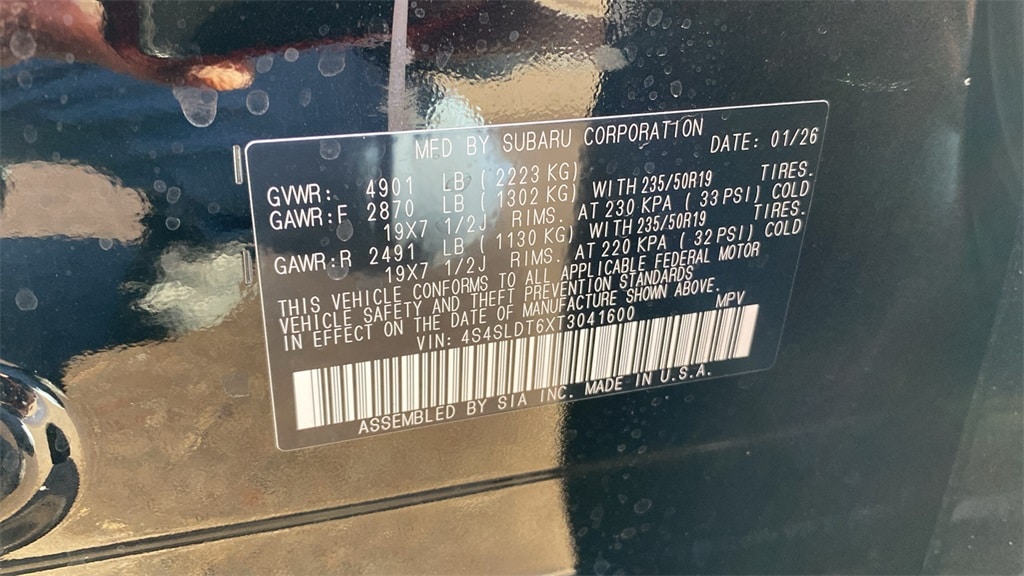 MFD BY SUBARU CORPORATION DATE: 01/26
GVWR: 4901 LB ( 2223 KG)
GAWR:F 2870 LB ( 1302 KG) WITH 235/50R19 TIRES.
19X7 1/2J RIMS. AT 230 KPA ( 33 PSI) COLD
GAWR:R 2491 LB ( 1130 KG) WITH 235/50R19 TIRES.
19X7 1/2J RIMS. AT 220 KPA ( 32 PSI) COLD
THIS VEHICLE CONFORMS TO ALL APPLICABLE FEDERAL MOTOR
VEHICLE SAFETY AND THEFT PREVENTION STANDARDS
IN EFFECT ON THE DATE OF MANUFACTURE SHOWN ABOVE.
VIN: 4S4SLDT6XT3041600 MPV
ASSEMBLED BY SIA INC. MADE IN U.S.A.